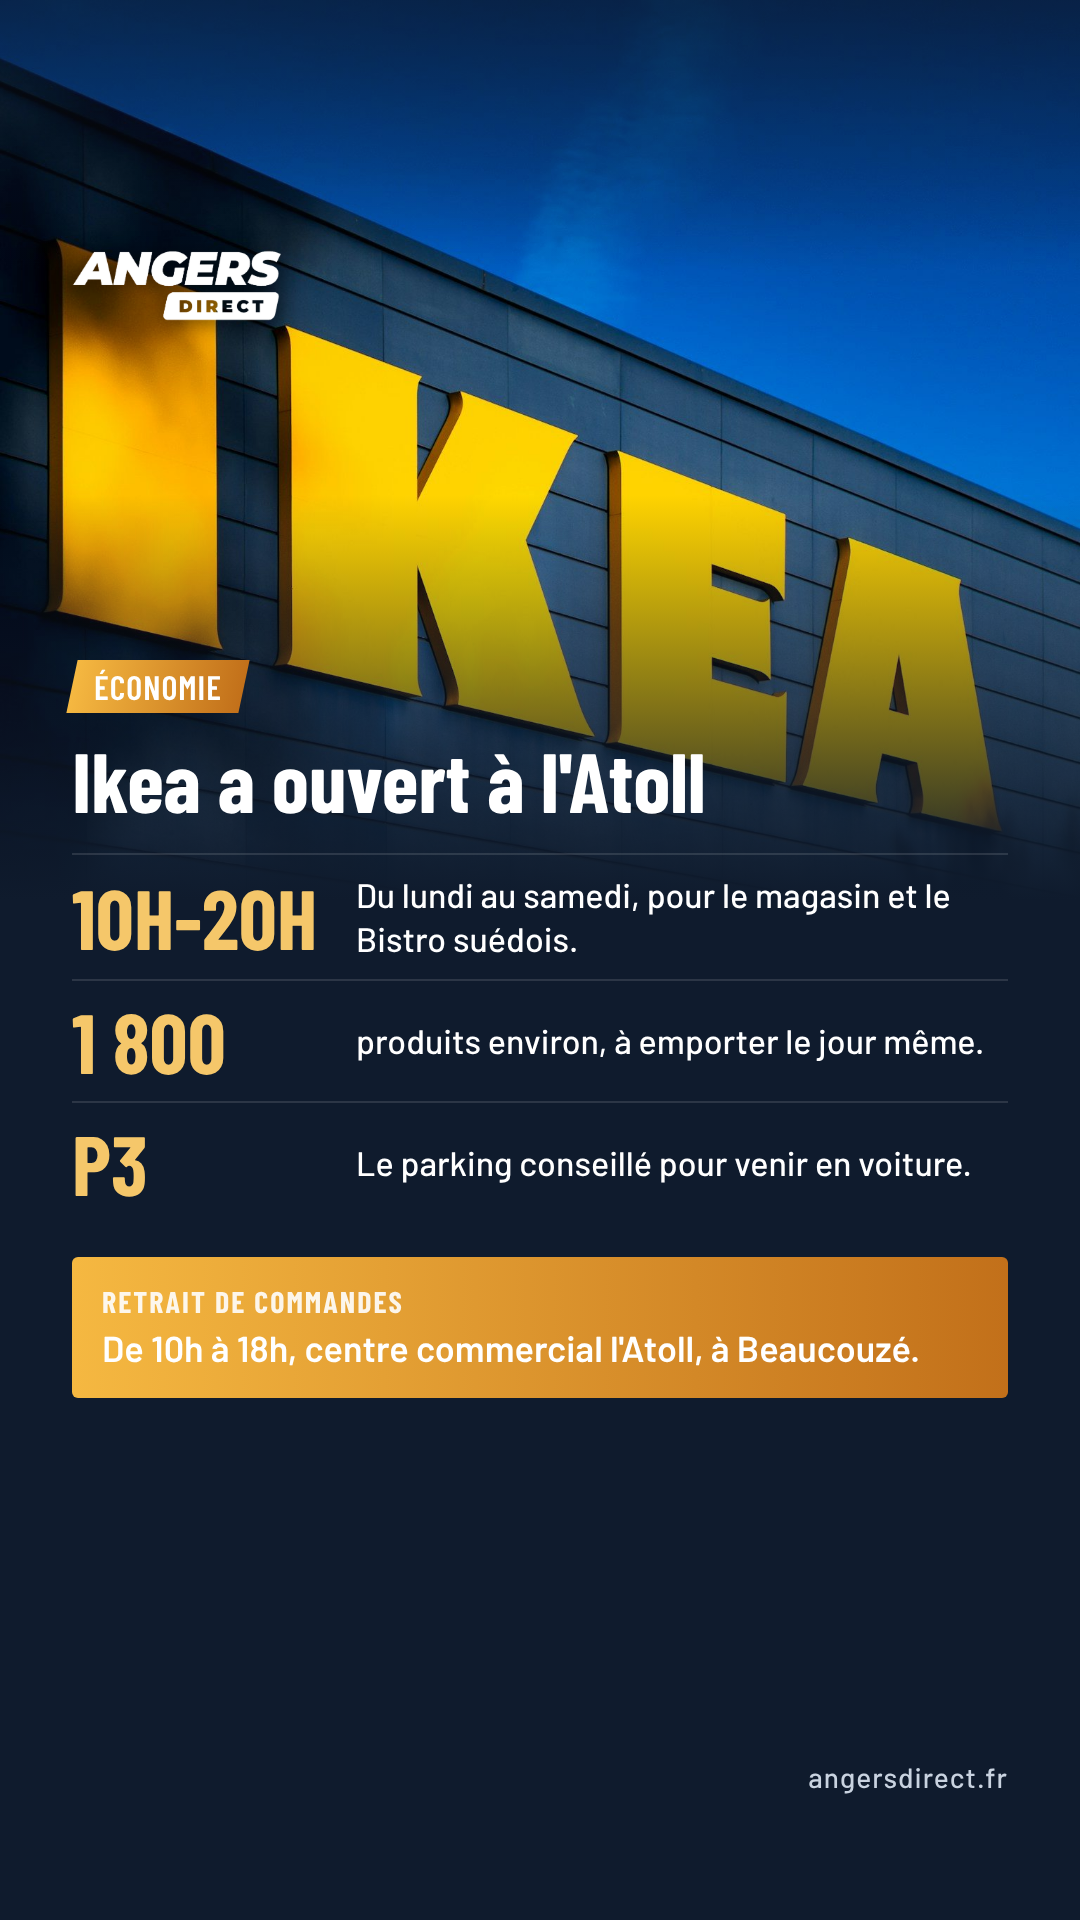 ANGERS
DIRECT
IKEA
ÉCONOMIE
Ikea a ouvert à l'Atoll
10H-20H
Du lundi au samedi, pour le magasin et le
Bistro suédois.
1 800
produits environ, à emporter le jour même.
P3
Le parking conseillé pour venir en voiture.
RETRAIT DE COMMANDES
De 10h à 18h, centre commercial l'Atoll, à Beaucouzé.
angersdirect.fr